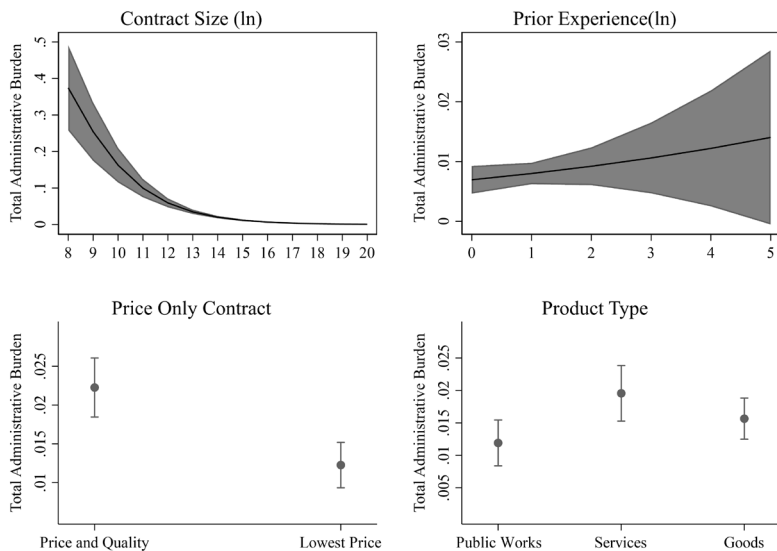 Contract Size (ln)
Total Administrative Burden
.5
.4
.3
.2
.1
0
8 9 10 11 12 13 14 15 16 17 18 19 20
Prior Experience(ln)
Total Administrative Burden
.03
.02
.01
0
0 1 2 3 4 5
Price Only Contract
Total Administrative Burden
.025
.02
.015
.01
Price and Quality Lowest Price
Product Type
Total Administrative Burden
.025
.02
.015
.01
.005
Public Works Services Goods